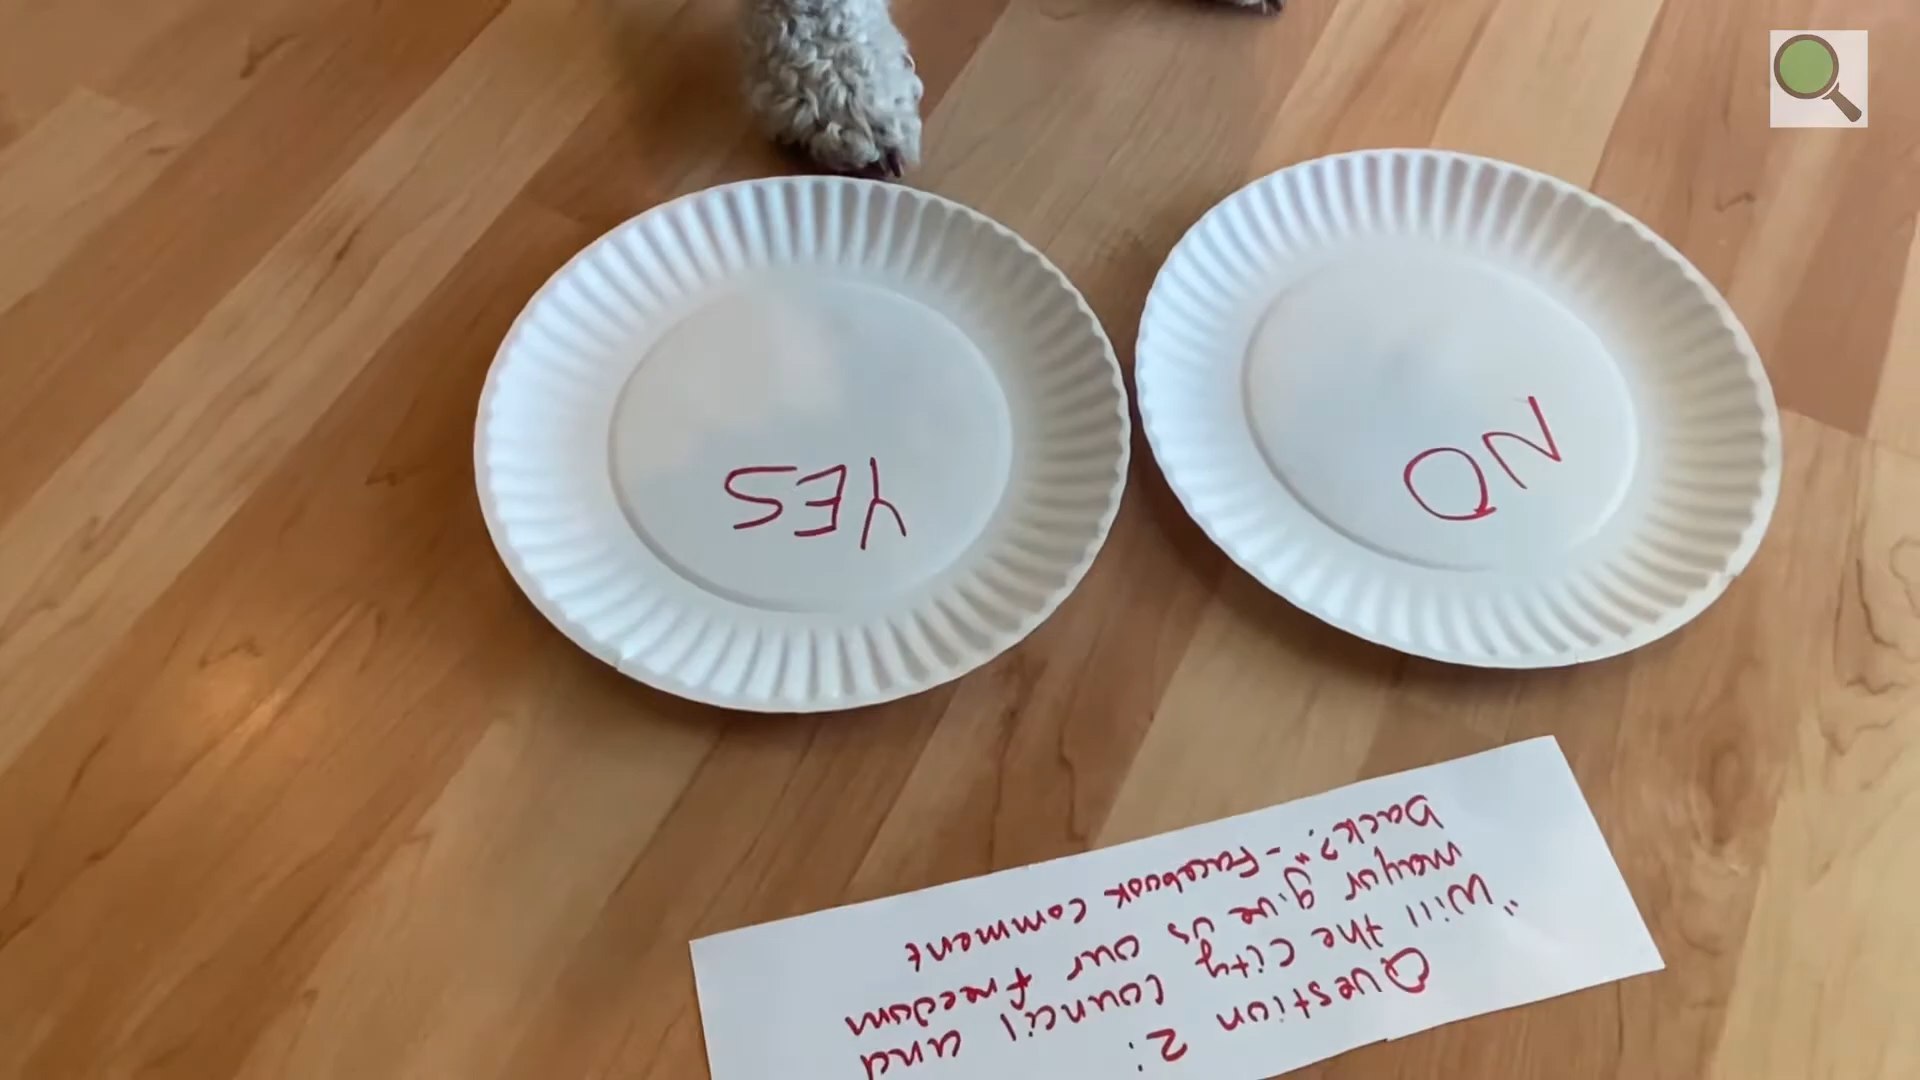 YES
NO
Question 2:
"Will the city council and
mayor give us our freedom
back?" - Facebook comment